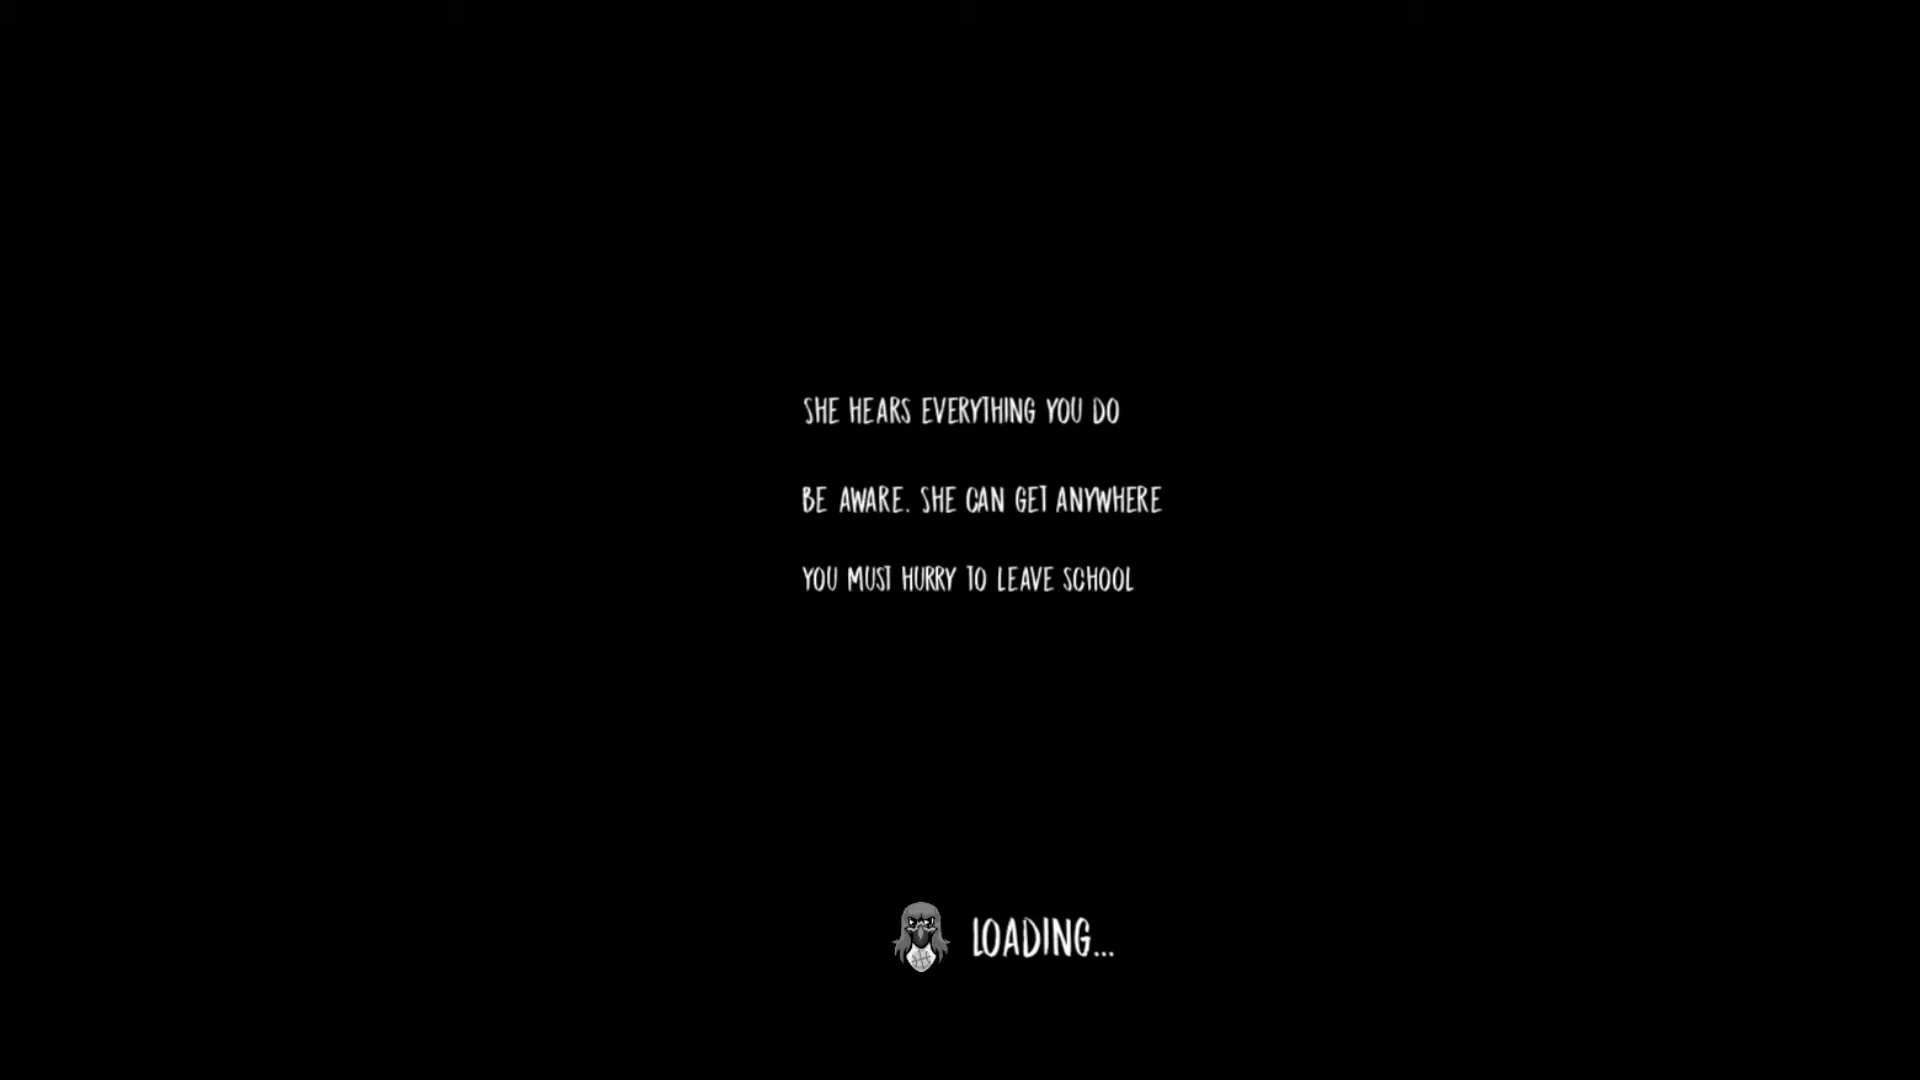 SHE HEARS EVERYTHING YOU DO
BE AWARE. SHE CAN GET ANYWHERE
YOU MUST HURRY TO LEAVE SCHOOL
LOADING...